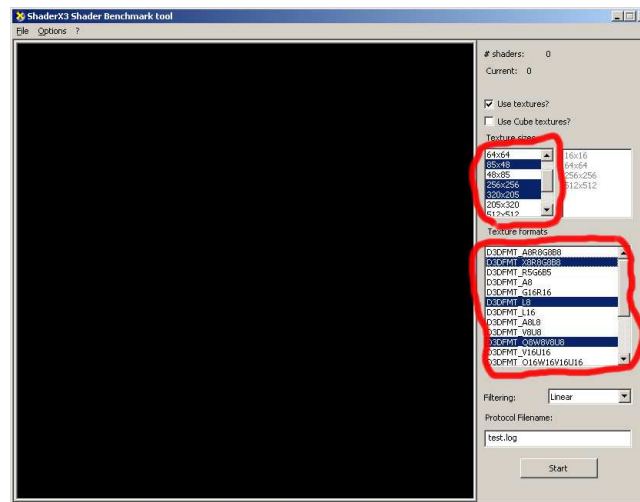 ShaderX3 Shader Benchmark tool
File Options ?
# shaders: 0
Current: 0
Use textures?
Use Cube textures?
Texture sizes
64x64
85x48
48x85
256x256
320x205
205x320
512x512
16x16
64x64
256x256
512x512
Texture formats
D3DFMT_A8R8G8B8
D3DFMT_X8R8G8B8
D3DFMT_R5G6B5
D3DFMT_A8
D3DFMT_G16R16
D3DFMT_L8
D3DFMT_L16
D3DFMT_A8L8
D3DFMT_V8U8
D3DFMT_Q8W8V8U8
D3DFMT_V16U16
D3DFMT_Q16W16V16U16
Filtering: Linear
Protocol Filename:
test.log
Start